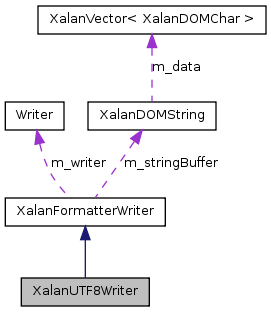 XalanVector< XalanDOMChar >
m_data
Writer
XalanDOMString
m_writer
m_stringBuffer
XalanFormatterWriter
XalanUTF8Writer